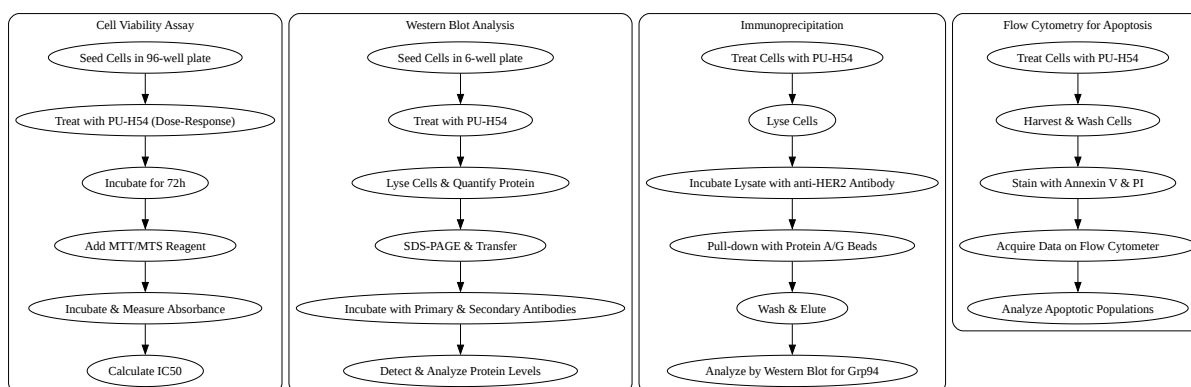 Cell Viability Assay
Seed Cells in 96-well plate
Treat with PU-H54 (Dose-Response)
Incubate for 72h
Add MTT/MTS Reagent
Incubate & Measure Absorbance
Calculate IC50
Western Blot Analysis
Seed Cells in 6-well plate
Treat with PU-H54
Lyse Cells & Quantify Protein
SDS-PAGE & Transfer
Incubate with Primary & Secondary Antibodies
Detect & Analyze Protein Levels
Immunoprecipitation
Treat Cells with PU-H54
Lyse Cells
Incubate Lysate with anti-HER2 Antibody
Pull-down with Protein A/G Beads
Wash & Elute
Analyze by Western Blot for Grp94
Flow Cytometry for Apoptosis
Treat Cells with PU-H54
Harvest & Wash Cells
Stain with Annexin V & PI
Acquire Data on Flow Cytometer
Analyze Apoptotic Populations